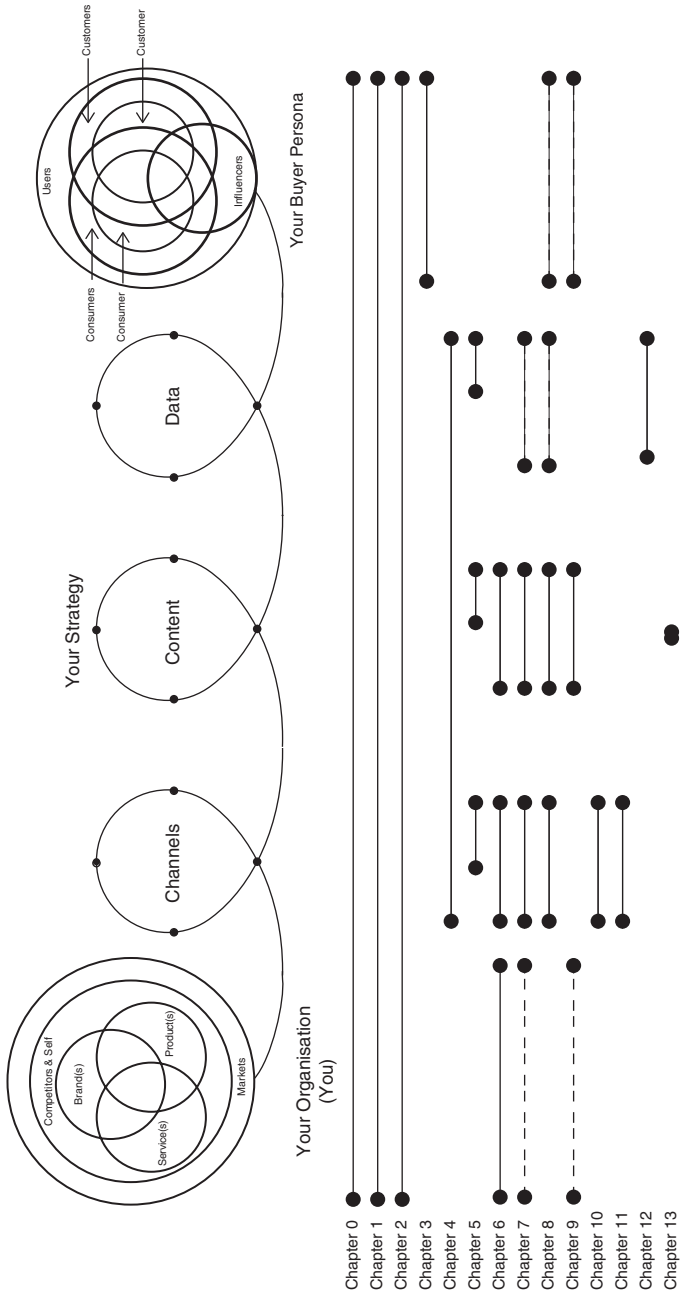 Your Strategy
Competitors & Self
Brand(s)
Service(s)
Product(s)
Markets
Your Organisation
(You)
Channels
Content
Data
Consumers
Consumer
Users
Customers
Customer
Influencers
Your Buyer Persona
Chapter 0
Chapter 1
Chapter 2
Chapter 3
Chapter 4
Chapter 5
Chapter 6
Chapter 7
Chapter 8
Chapter 9
Chapter 10
Chapter 11
Chapter 12
Chapter 13